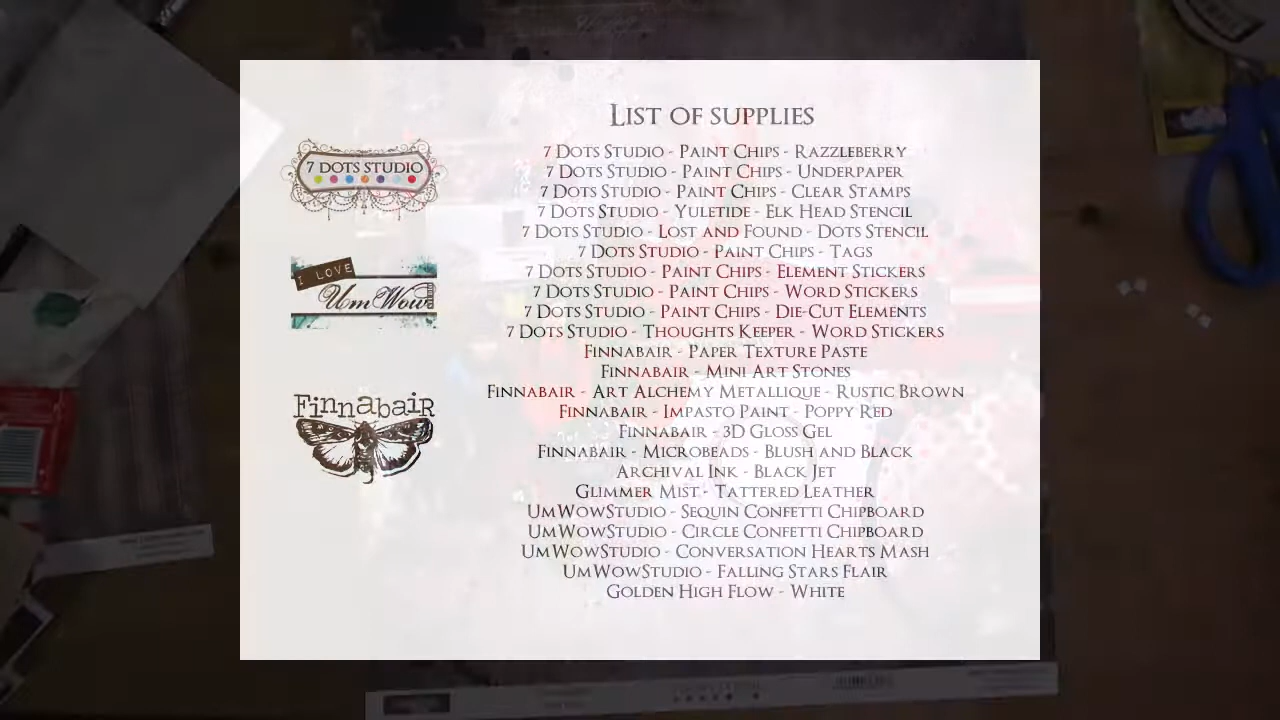 List of supplies
7 Dots Studio - Paint Chips - Razzleberry
7 Dots Studio - Paint Chips - Underpaper
7 Dots Studio - Paint Chips - Clear Stamps
7 Dots Studio - Yuletide - Elk Head Stencil
7 Dots Studio - Lost and Found - Dots Stencil
7 Dots Studio - Paint Chips - Tags
7 Dots Studio - Paint Chips - Element Stickers
7 Dots Studio - Paint Chips - Word Stickers
7 Dots Studio - Paint Chips - Die-Cut Elements
7 Dots Studio - Thoughts Keeper - Word Stickers
Finnabair - Paper Texture Paste
Finnabair - Mini Art Stones
Finnabair - Art Alchemy Metallique - Rustic Brown
Finnabair - Impasto Paint - Poppy Red
Finnabair - 3D Gloss Gel
Finnabair - Microbeads - Blush and Black
Archival Ink - Black Jet
Glimmer Mist - Tattered Leather
UmWowStudio - Sequin Confetti Chipboard
UmWowStudio - Circle Confetti Chipboard
UmWowStudio - Conversation Hearts Mash
UmWowStudio - Falling Stars Flair
Golden High Flow - White
7 DOTS STUDIO
I LOVE
UmWow
FinnabaiR